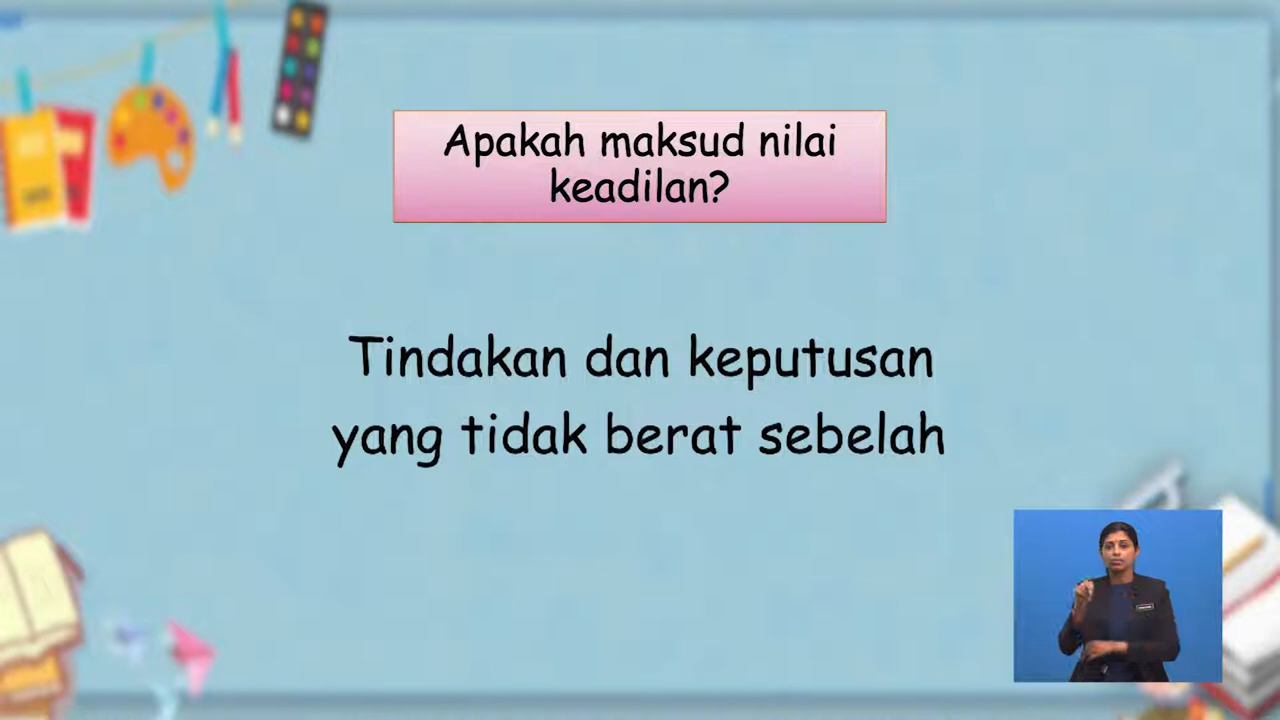 Apakah maksud nilai
keadilan?
Tindakan dan keputusan
yang tidak berat sebelah